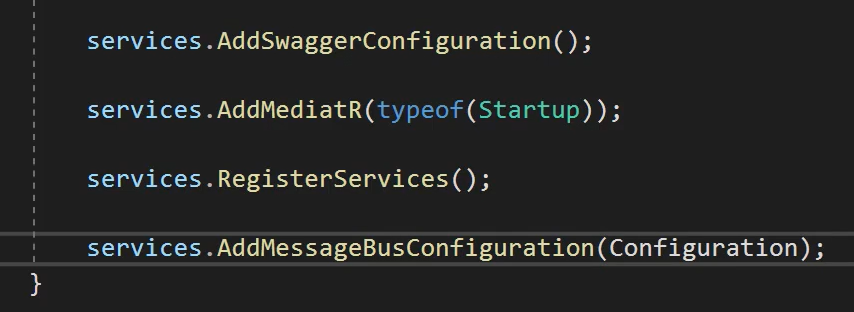 services.AddSwaggerConfiguration();
services.AddMediatR(typeof(Startup));
services.RegisterServices();
services.AddMessageBusConfiguration(Configuration);
}